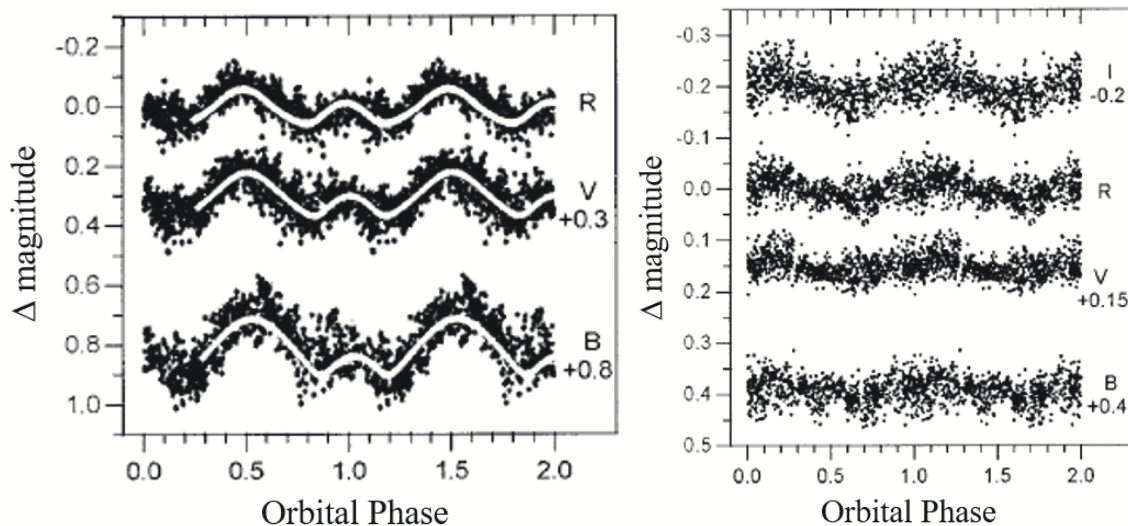 -0.2
0.0
0.2
0.4
0.6
0.8
1.0
Δ magnitude
R
V
+0.3
B
+0.8
0.0 0.5 1.0 1.5 2.0
Orbital Phase
-0.3
-0.2
-0.1
0.0
0.1
0.2
0.3
0.4
0.5
Δ magnitude
I
-0.2
R
V
+0.15
B
+0.4
0.0 0.5 1.0 1.5 2.0
Orbital Phase